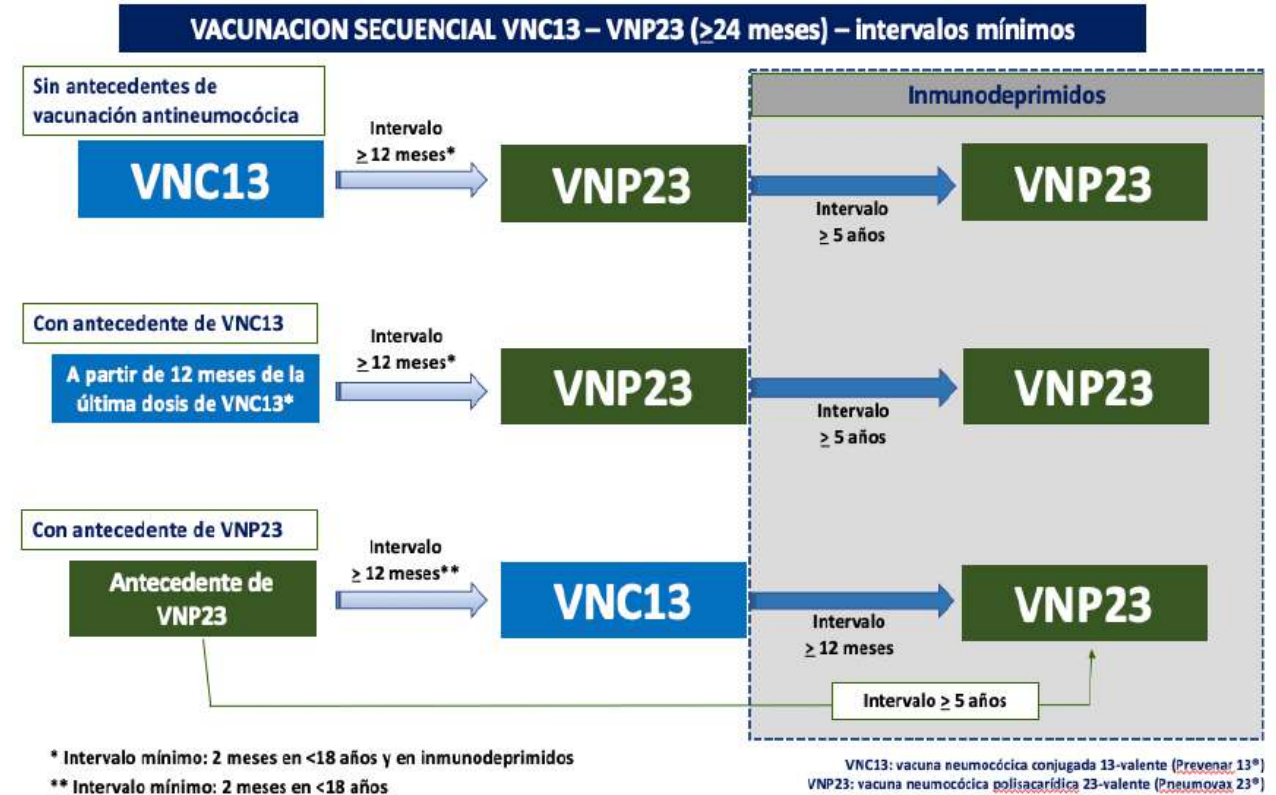 VACUNACION SECUENCIAL VNC13 – VNP23 (≥24 meses) – intervalos mínimos
Inmunodeprimidos
Sin antecedentes de
vacunación antineumocócica
VNC13
Intervalo
≥ 12 meses*
VNP23
Intervalo
≥ 5 años
VNP23
Con antecedente de VNC13
A partir de 12 meses de la
última dosis de VNC13*
Intervalo
≥ 12 meses*
VNP23
Intervalo
≥ 5 años
VNP23
Con antecedente de VNP23
Antecedente de
VNP23
Intervalo
≥ 12 meses**
VNC13
Intervalo
≥ 12 meses
VNP23
Intervalo ≥ 5 años
* Intervalo mínimo: 2 meses en <18 años y en inmunodeprimidos
** Intervalo mínimo: 2 meses en <18 años
VNC13: vacuna neumocócica conjugada 13-valente (Prevenar 13®)
VNP23: vacuna neumocócica polisacarídica 23-valente (Pneumovax 23®)